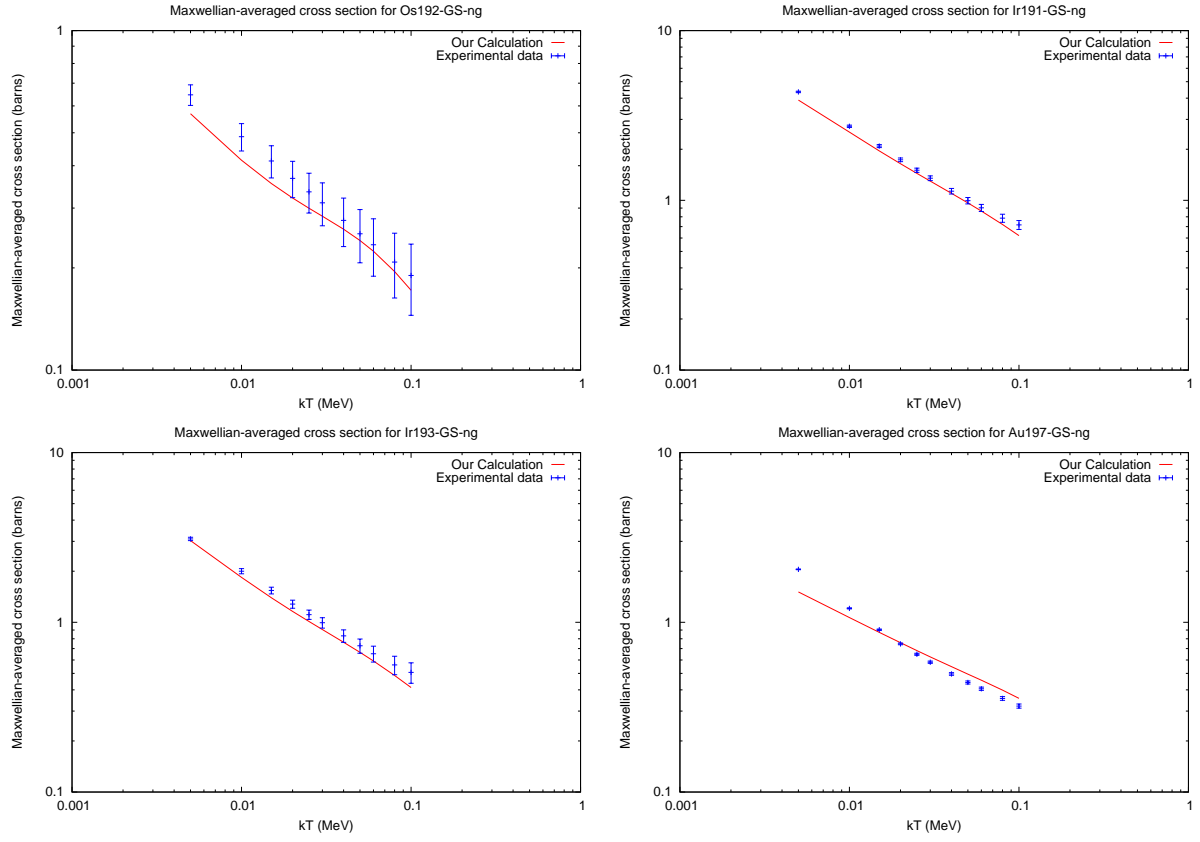 Maxwellian-averaged cross section for Os192-GS-ng
Maxwellian-averaged cross section (barns)
1
0.1
Our Calculation
Experimental data
0.001
0.01
0.1
1
kT (MeV)
Maxwellian-averaged cross section for Ir191-GS-ng
Maxwellian-averaged cross section (barns)
10
1
0.1
Our Calculation
Experimental data
0.001
0.01
0.1
1
kT (MeV)
Maxwellian-averaged cross section for Ir193-GS-ng
Maxwellian-averaged cross section (barns)
10
1
0.1
Our Calculation
Experimental data
0.001
0.01
0.1
1
kT (MeV)
Maxwellian-averaged cross section for Au197-GS-ng
Maxwellian-averaged cross section (barns)
10
1
0.1
Our Calculation
Experimental data
0.001
0.01
0.1
1
kT (MeV)